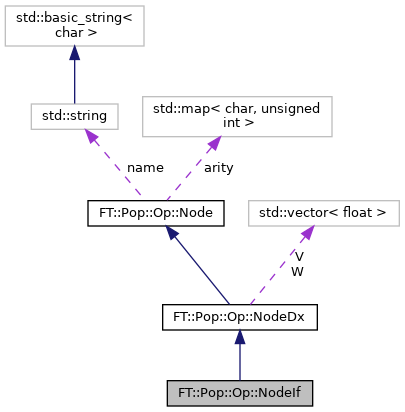 std::basic_string<
char >
std::string
std::map< char, unsigned
int >
name
arity
FT::Pop::Op::Node
std::vector< float >
V
W
FT::Pop::Op::NodeDx
FT::Pop::Op::NodeIf